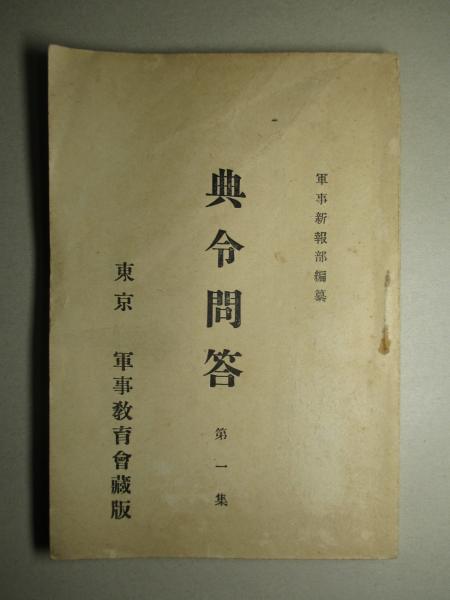 軍事新報部編纂
典令問答 第一集
東京 軍事教育會藏版